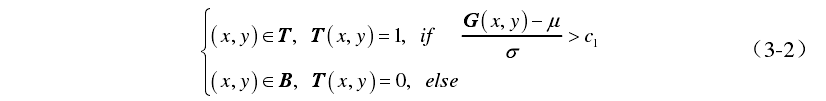 (x, y) ∈ T, T(x, y) = 1, if (G(x, y) − μ) / σ > c₁
(x, y) ∈ B, T(x, y) = 0, else
（3-2）